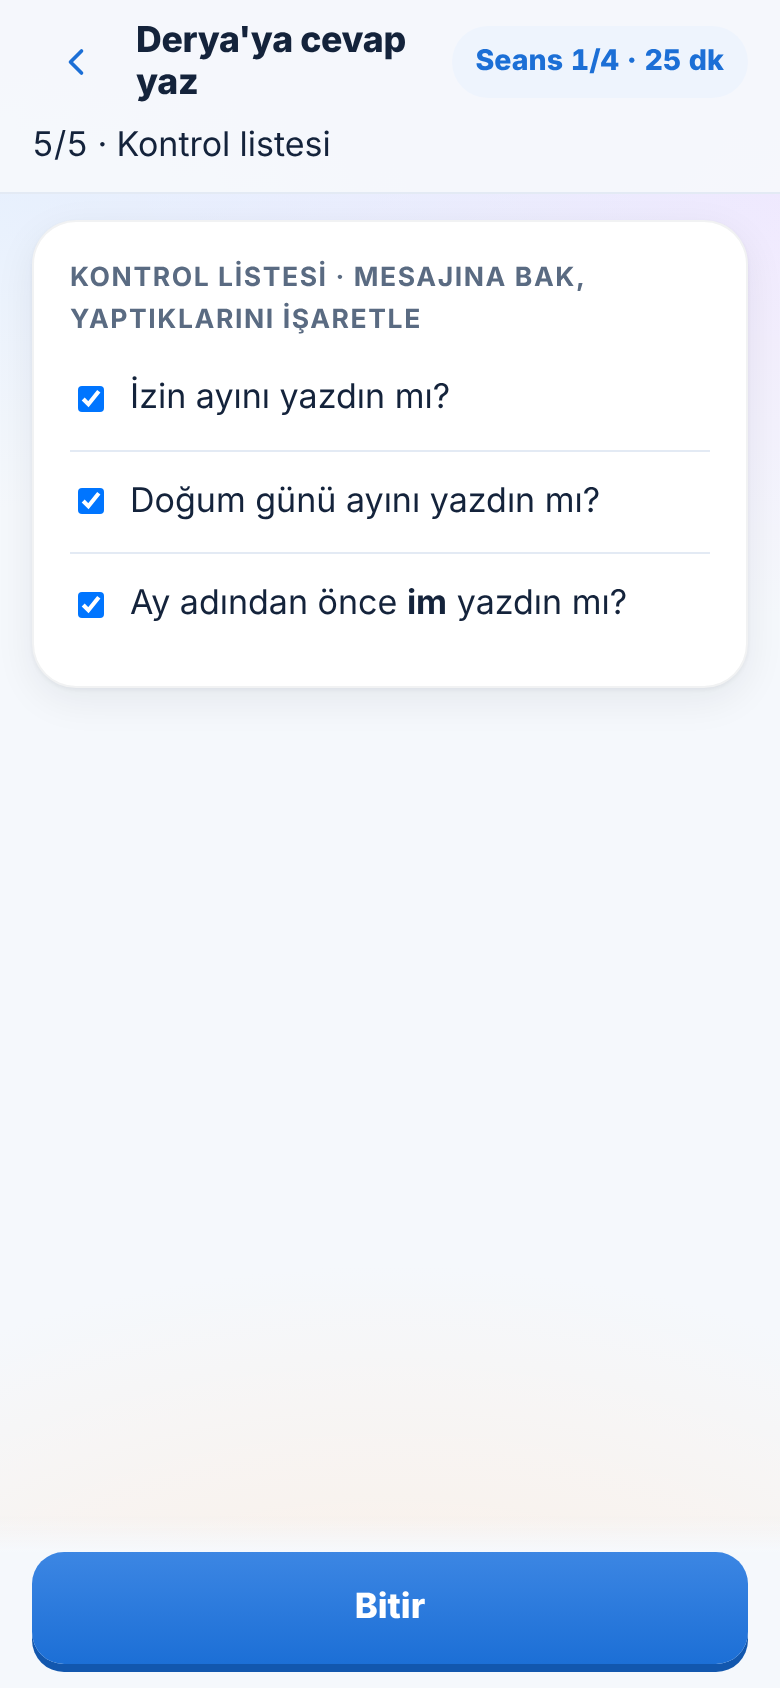 Derya'ya cevap
yaz
Seans 1/4 · 25 dk
5/5 · Kontrol listesi
KONTROL LİSTESİ · MESAJINA BAK,
YAPTIKLARINI İŞARETLE
İzin ayını yazdın mı?
Doğum günü ayını yazdın mı?
Ay adından önce im yazdın mı?
Bitir